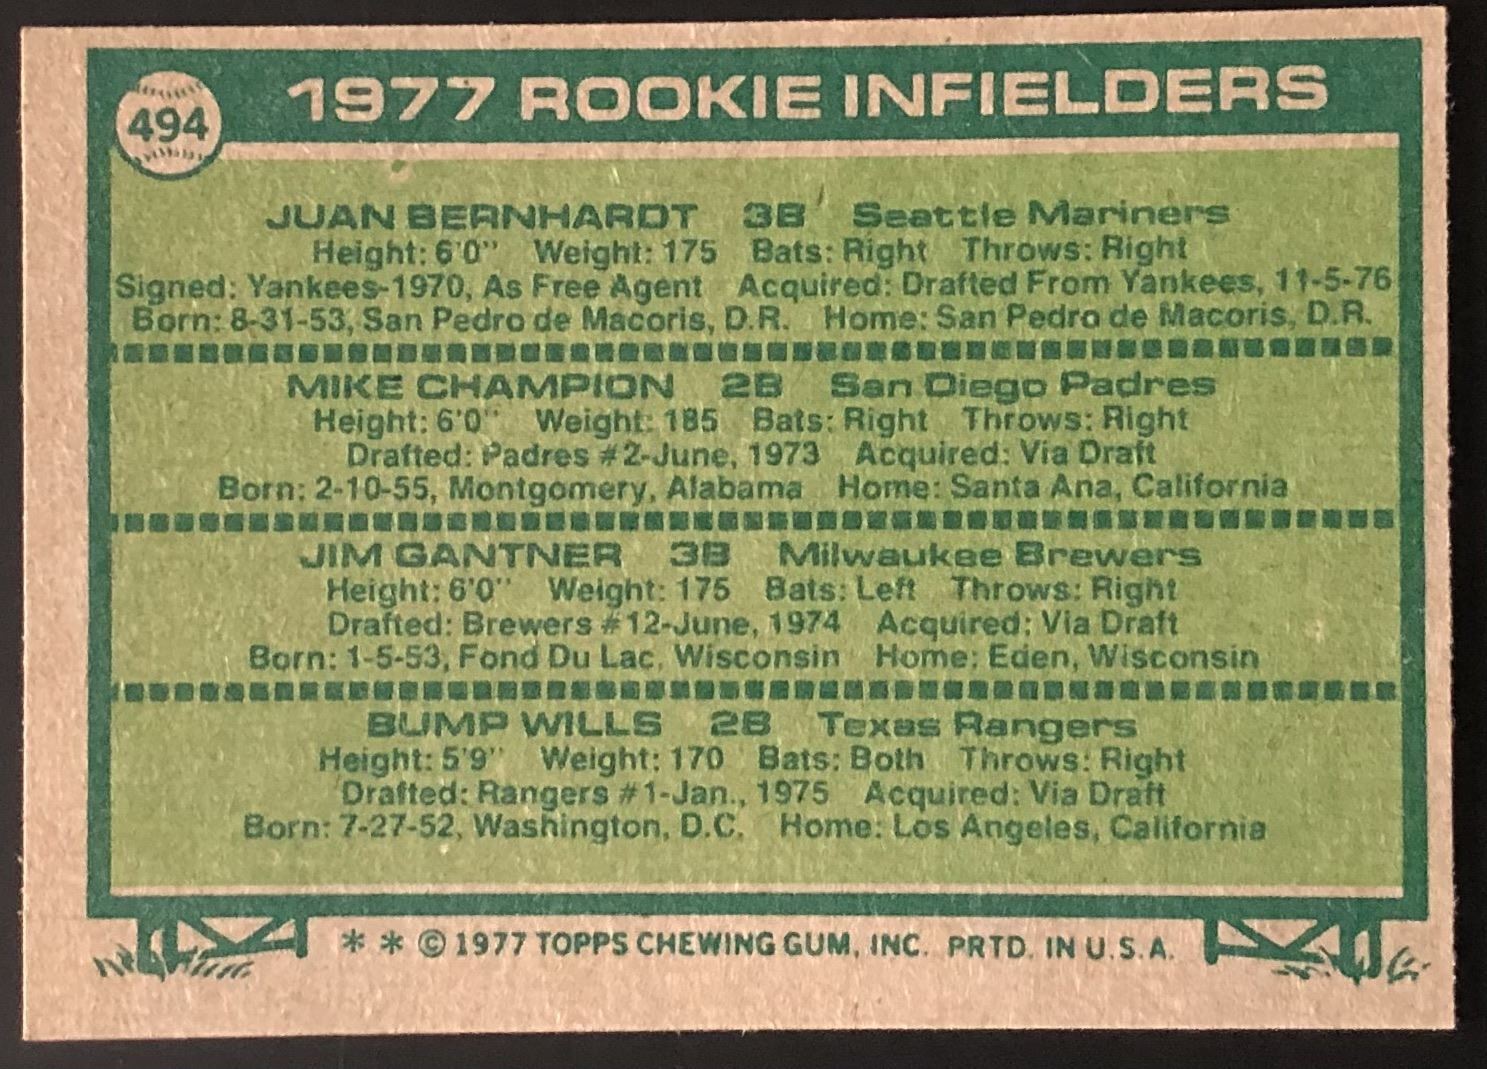 494
1977 ROOKIE INFIELDERS
JUAN BERNHARDT 3B Seattle Mariners
Height: 6'0" Weight: 175 Bats: Right Throws: Right
Signed: Yankees-1970, As Free Agent Acquired: Drafted From Yankees, 11-5-76
Born: 8-31-53, San Pedro de Macoris, D.R. Home: San Pedro de Macoris, D.R.
MIKE CHAMPION 2B San Diego Padres
Height: 6'0" Weight: 185 Bats: Right Throws: Right
Drafted: Padres #2-June, 1973 Acquired: Via Draft
Born: 2-10-55, Montgomery, Alabama Home: Santa Ana, California
JIM GANTNER 3B Milwaukee Brewers
Height: 6'0" Weight: 175 Bats: Left Throws: Right
Drafted: Brewers #12-June, 1974 Acquired: Via Draft
Born: 1-5-53, Fond Du Lac, Wisconsin Home: Eden, Wisconsin
BUMP WILLS 2B Texas Rangers
Height: 5'9" Weight: 170 Bats: Both Throws: Right
Drafted: Rangers #1-Jan., 1975 Acquired: Via Draft
Born: 7-27-52, Washington, D.C. Home: Los Angeles, California
* * © 1977 TOPPS CHEWING GUM, INC. PRTD. IN U.S.A.